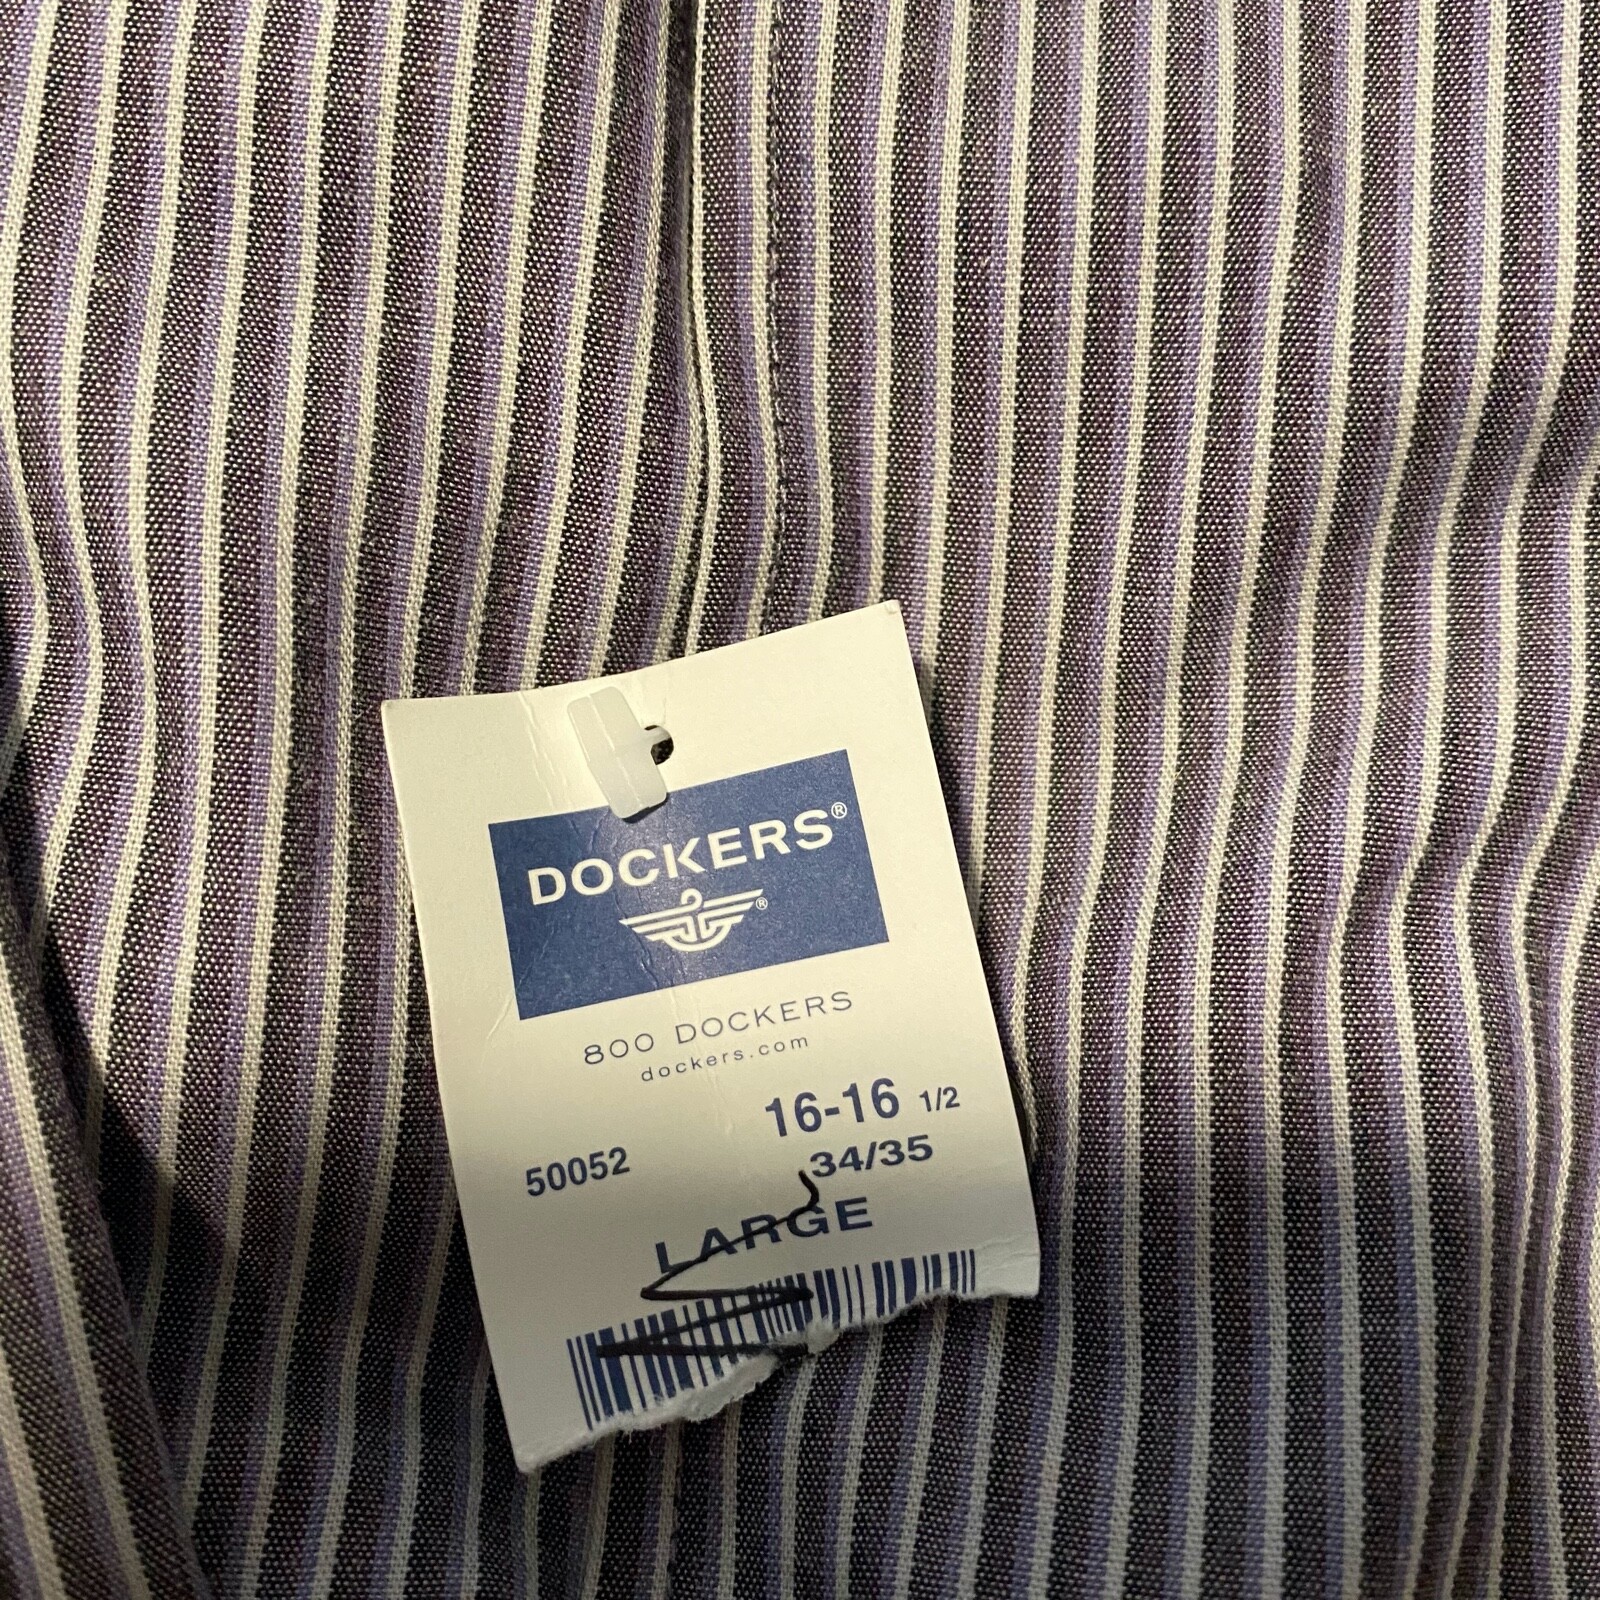 DOCKERS®
®
800 DOCKERS
dockers.com
16-16 1/2
50052 34/35
LARGE